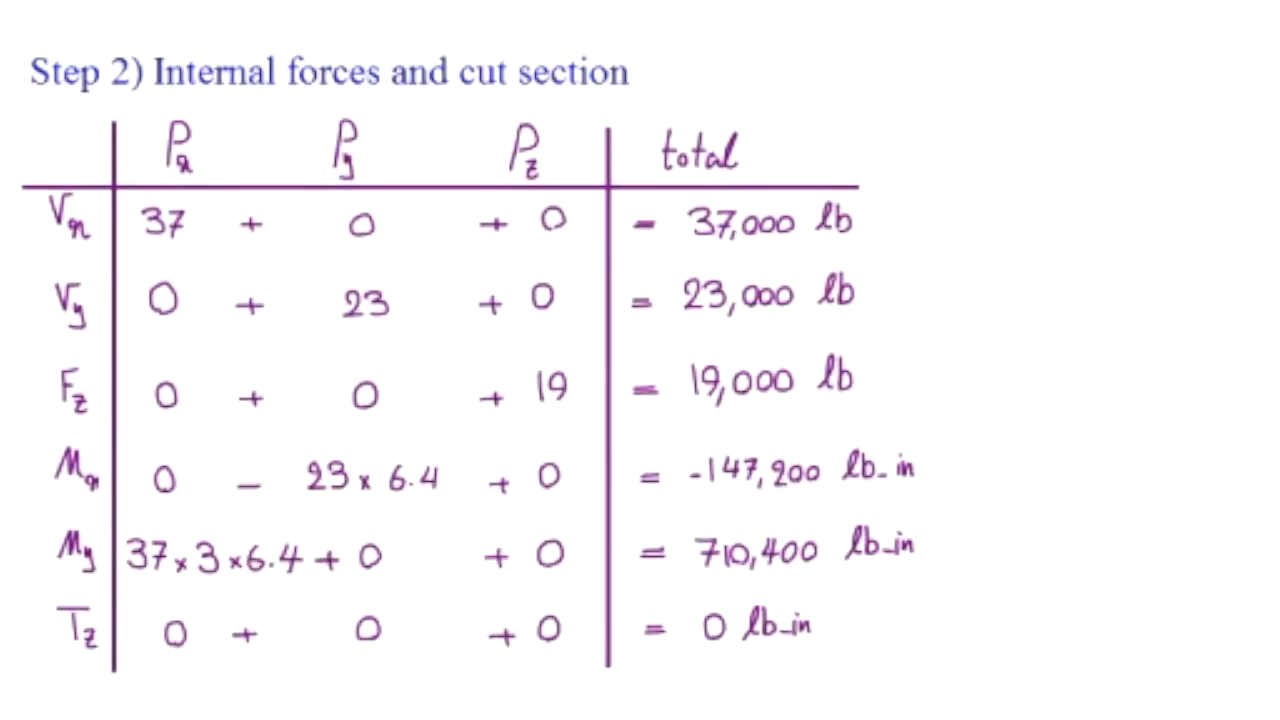 Step 2) Internal forces and cut section
Px Py Pz total
Vx 37 + 0 + 0 = 37,000 lb
Vy 0 + 23 + 0 = 23,000 lb
Fz 0 + 0 + 19 = 19,000 lb
Mx 0 - 23 x 6.4 + 0 = -147,200 lb-in
My 37 x 3 x 6.4 + 0 + 0 = 710,400 lb-in
Tz 0 + 0 + 0 = 0 lb-in